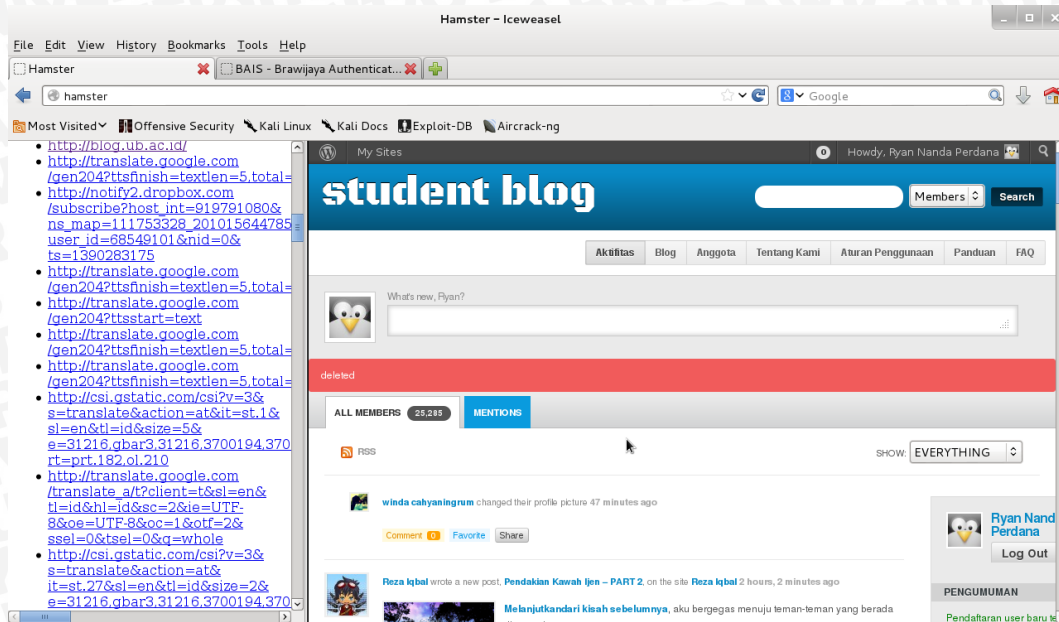 Hamster – Iceweasel
File Edit View History Bookmarks Tools Help
Hamster
BAIS - Brawijaya Authenticat...
hamster
Google
Most Visited
Offensive Security
Kali Linux
Kali Docs
Exploit-DB
Aircrack-ng
http://blog.ub.ac.id/
http://translate.google.com
/gen204?ttsfinish=textlen=5,total=
http://notify2.dropbox.com
/subscribe?host_int=919791080&
ns_map=111753328_201015644785
user_id=68549101&nid=0&
ts=1390283175
http://translate.google.com
/gen204?ttsfinish=textlen=5,total=
http://translate.google.com
/gen204?ttsstart=text
http://translate.google.com
/gen204?ttsfinish=textlen=5,total=
http://translate.google.com
/gen204?ttsfinish=textlen=5,total=
http://csi.gstatic.com/csi?v=3&
s=translate&action=at&it=st.1&
sl=en&tl=id&size=5&
e=31216,gbar3,31216,3700194,370
rt=prt.182,ol.210
http://translate.google.com
/translate_a/t?client=t&sl=en&
tl=id&hl=id&sc=2&ie=UTF-
8&oe=UTF-8&oc=1&otf=2&
ssel=0&tsel=0&q=whole
http://csi.gstatic.com/csi?v=3&
s=translate&action=at&
it=st.27&sl=en&tl=id&size=2&
e=31216,gbar3,31216,3700194,370
My Sites
0
Howdy, Ryan Nanda Perdana
student blog
Members
Search
Aktifitas
Blog
Anggota
Tentang Kami
Aturan Penggunaan
Panduan
FAQ
What's new, Ryan?
deleted
ALL MEMBERS 25,285
MENTIONS
RSS
SHOW: EVERYTHING
winda cahyaningrum changed their profile picture 47 minutes ago
Comment 0 Favorite Share
Ryan Nand
Perdana
Log Out
Reza Iqbal wrote a new post, Pendakian Kawah Ijen – PART 2, on the site Reza Iqbal 2 hours, 2 minutes ago
Melanjutkandari kisah sebelumnya, aku bergegas menuju teman-teman yang berada
PENGUMUMAN
Pendaftaran user baru te